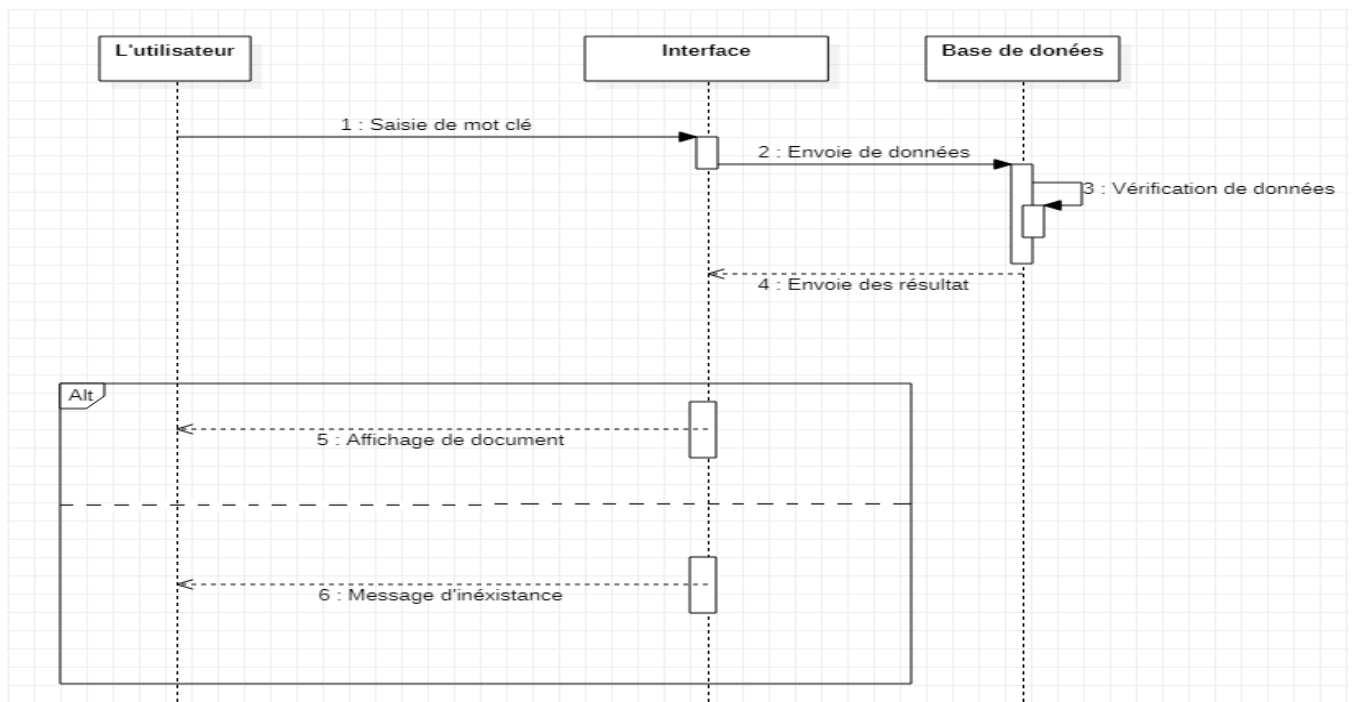 L'utilisateur
Interface
Base de donées
1 : Saisie de mot clé
2 : Envoie de données
3 : Vérification de données
4 : Envoie des résultat
Alt
5 : Affichage de document
6 : Message d'inéxistance